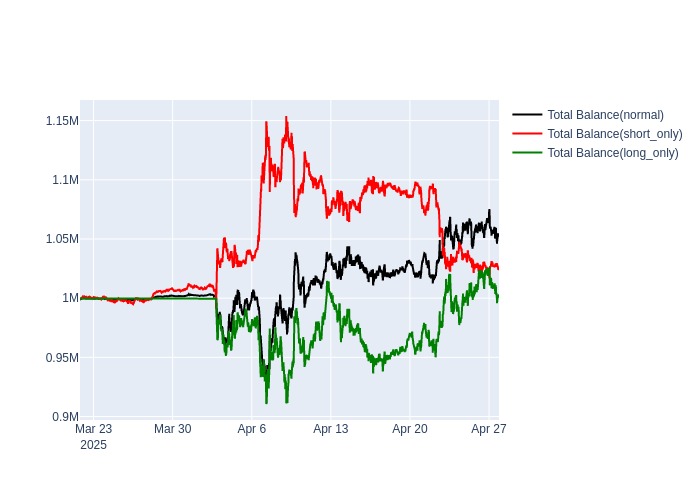 1.15M
1.1M
1.05M
1M
0.95M
0.9M
Mar 23
2025
Mar 30
Apr 6
Apr 13
Apr 20
Apr 27
Total Balance(normal)
Total Balance(short_only)
Total Balance(long_only)